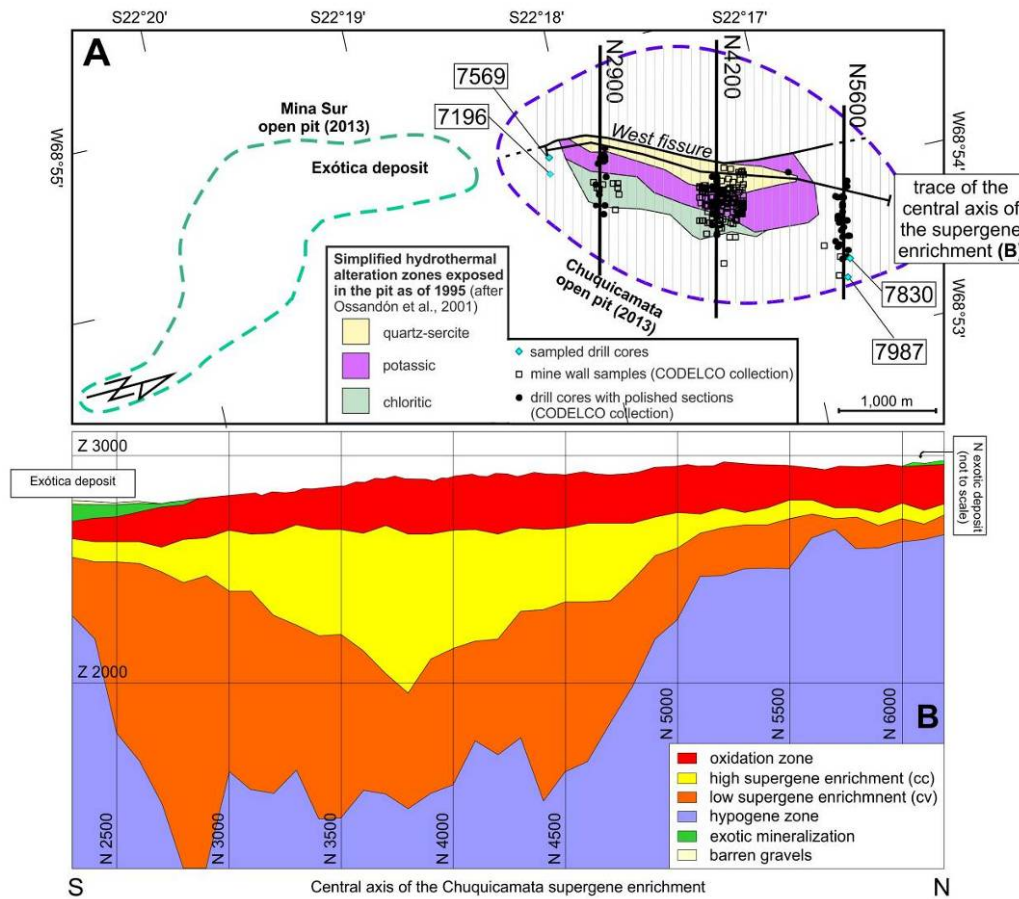 S22°20'
S22°19'
S22°18'
S22°17'
A
7569
7196
N2900
N4200
N5600
Mina Sur
open pit (2013)
Exótica deposit
West fissure
W68°55'
W68°54'
W68°53'
trace of the
central axis of
the supergene
enrichment (B)
Simplified hydrothermal
alteration zones exposed
in the pit as of 1995 (after
Ossandón et al., 2001)
quartz-sercite
potassic
chloritic
Chuquicamata
open pit (2013)
7830
7987
sampled drill cores
mine wall samples (CODELCO collection)
drill cores with polished sections
(CODELCO collection)
1,000 m
N
Z 3000
Exótica deposit
N exotic deposit
(not to scale)
Z 2000
B
N 2500
N 3000
N 3500
N 4000
N 4500
N 5000
N 5500
N 6000
oxidation zone
high supergene enrichment (cc)
low supergene enrichmnent (cv)
hypogene zone
exotic mineralization
barren gravels
S
Central axis of the Chuquicamata supergene enrichment
N